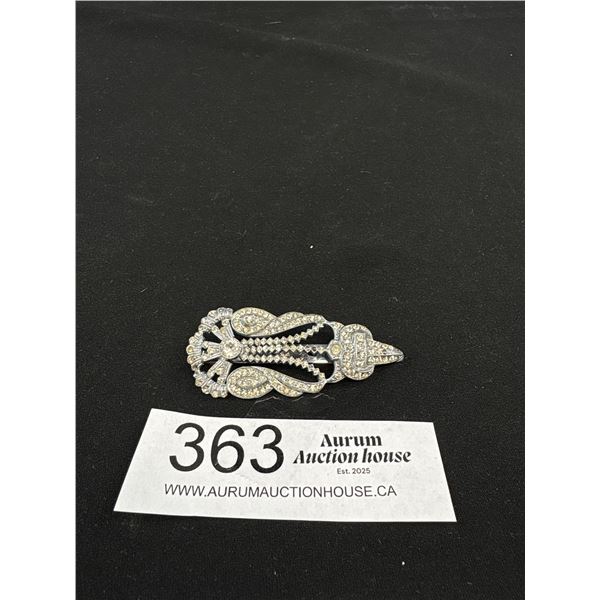 363
Aurum
Auction house
Est. 2025
WWW.AURUMAUCTIONHOUSE.CA